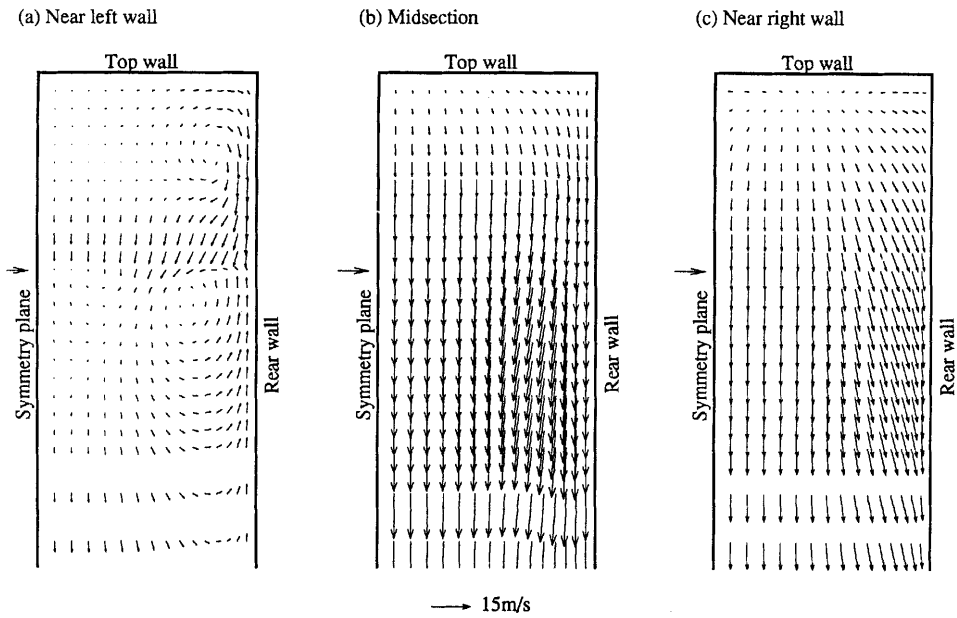 (a) Near left wall
(b) Midsection
(c) Near right wall
Top wall
Top wall
Top wall
Symmetry plane
Rear wall
Symmetry plane
Rear wall
Symmetry plane
Rear wall
15m/s